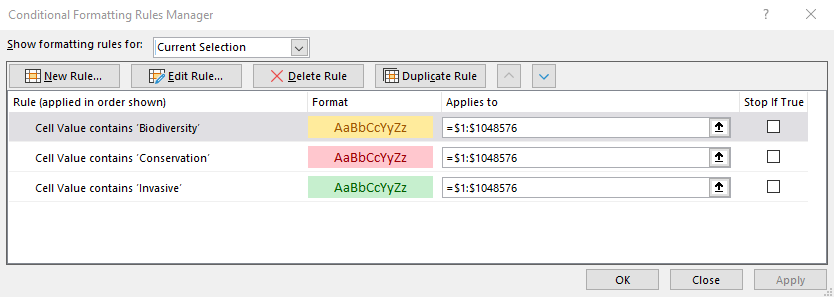 Conditional Formatting Rules Manager
Show formatting rules for: Current Selection
New Rule... Edit Rule... Delete Rule Duplicate Rule
Rule (applied in order shown) Format Applies to Stop If True
Cell Value contains 'Biodiversity' AaBbCcYyZz =$1:$1048576
Cell Value contains 'Conservation' AaBbCcYyZz =$1:$1048576
Cell Value contains 'Invasive' AaBbCcYyZz =$1:$1048576
OK Close Apply